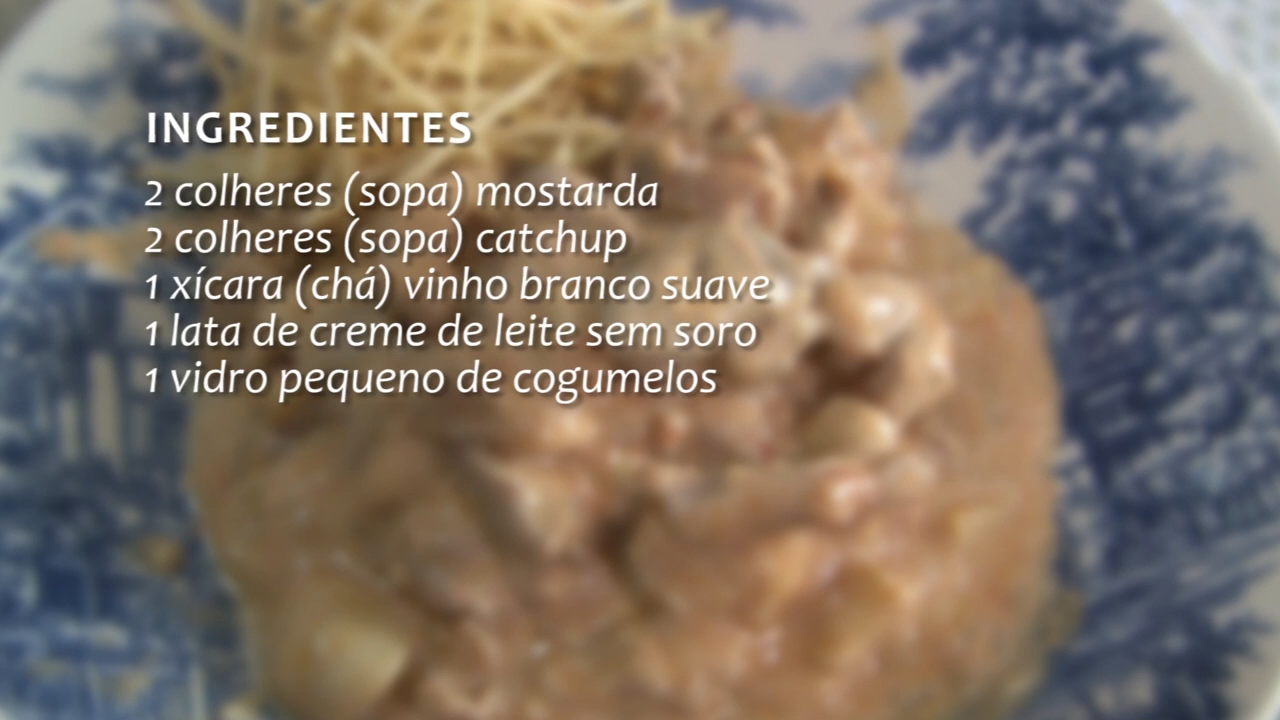 INGREDIENTES
2 colheres (sopa) mostarda
2 colheres (sopa) catchup
1 xícara (chá) vinho branco suave
1 lata de creme de leite sem soro
1 vidro pequeno de cogumelos